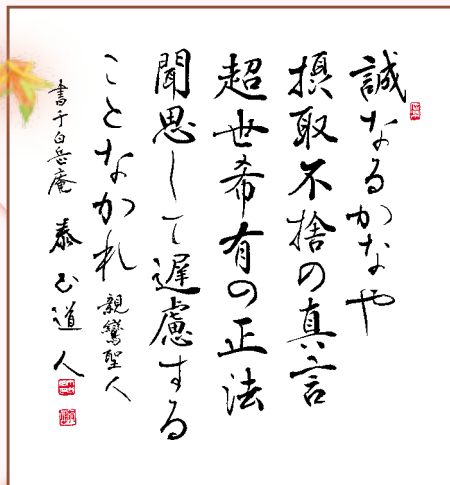 誠なるかなや
摂取不捨の真言
超世希有の正法
聞思して遅慮する
ことなかれ 親鸞聖人
書于白岳庵 泰心道人